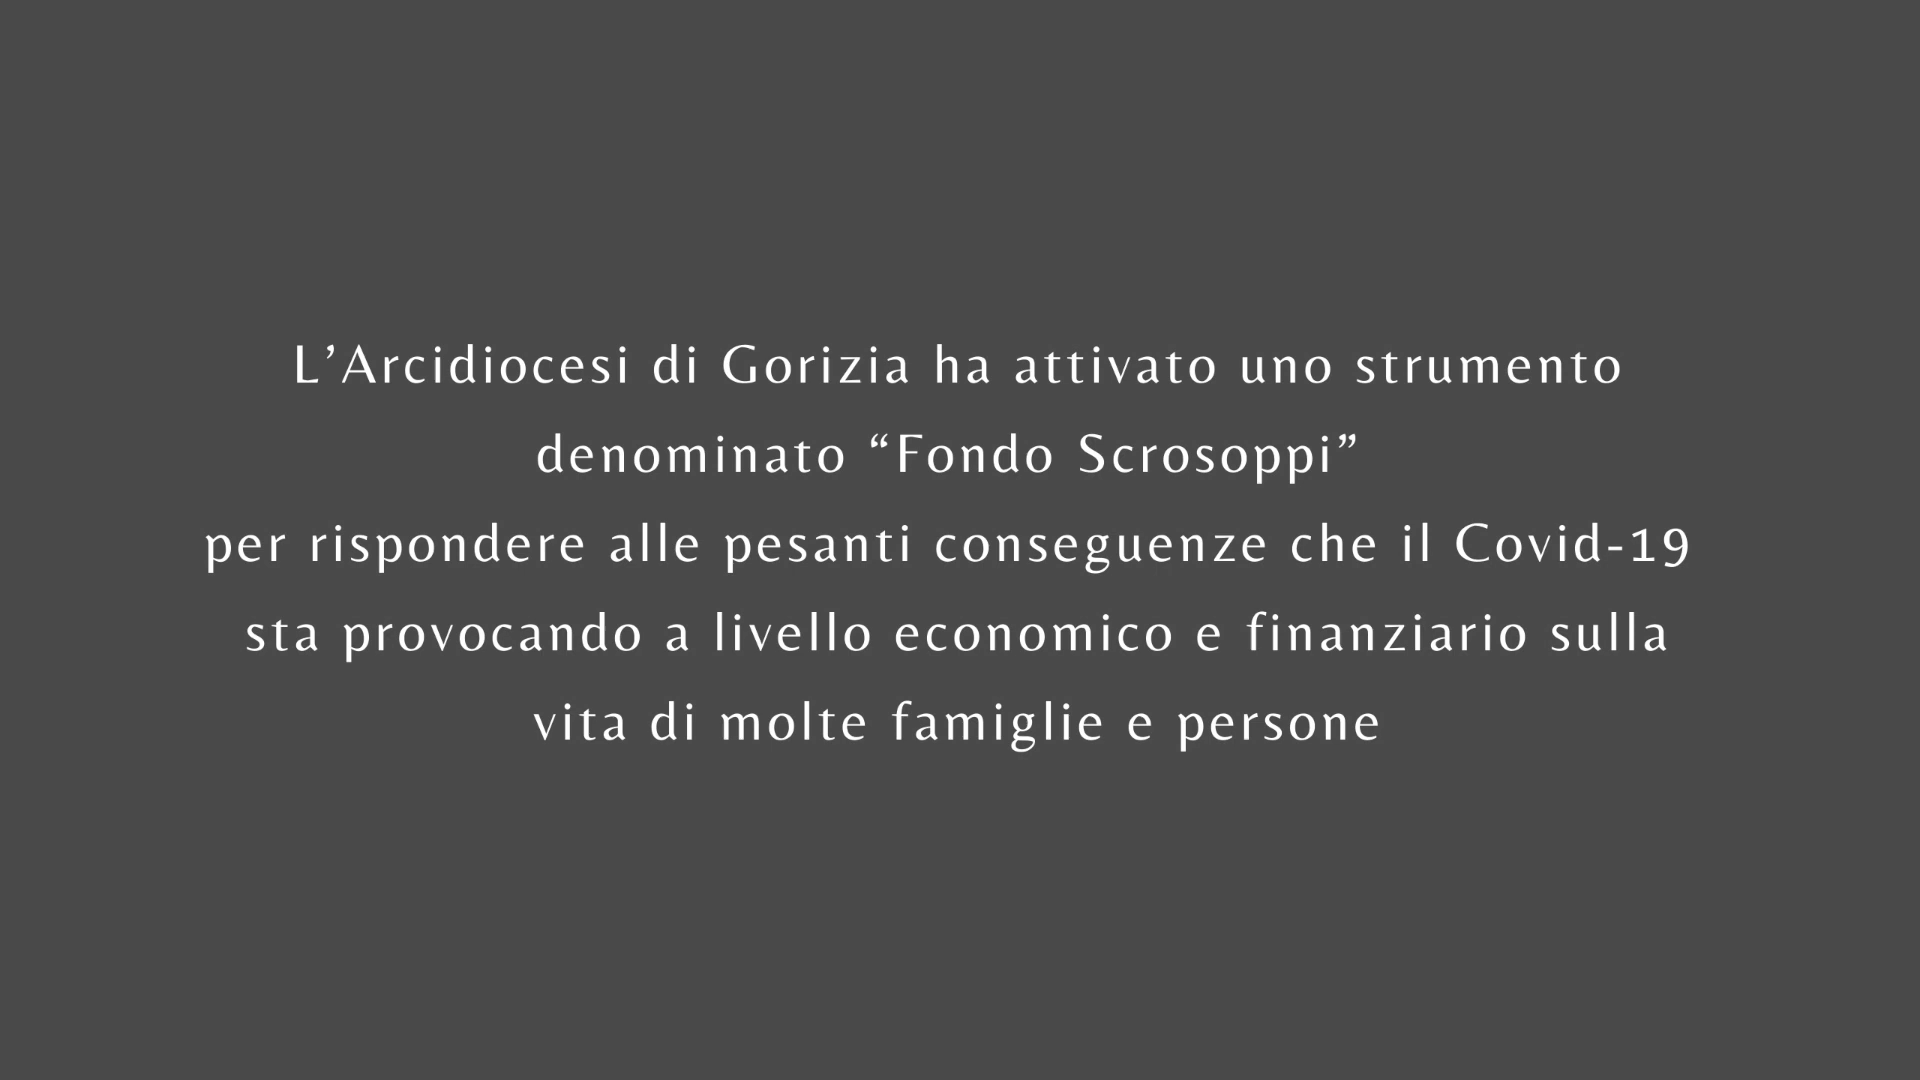 L’Arcidiocesi di Gorizia ha attivato uno strumento
denominato “Fondo Scrosoppi”
per rispondere alle pesanti conseguenze che il Covid-19
sta provocando a livello economico e finanziario sulla
vita di molte famiglie e persone